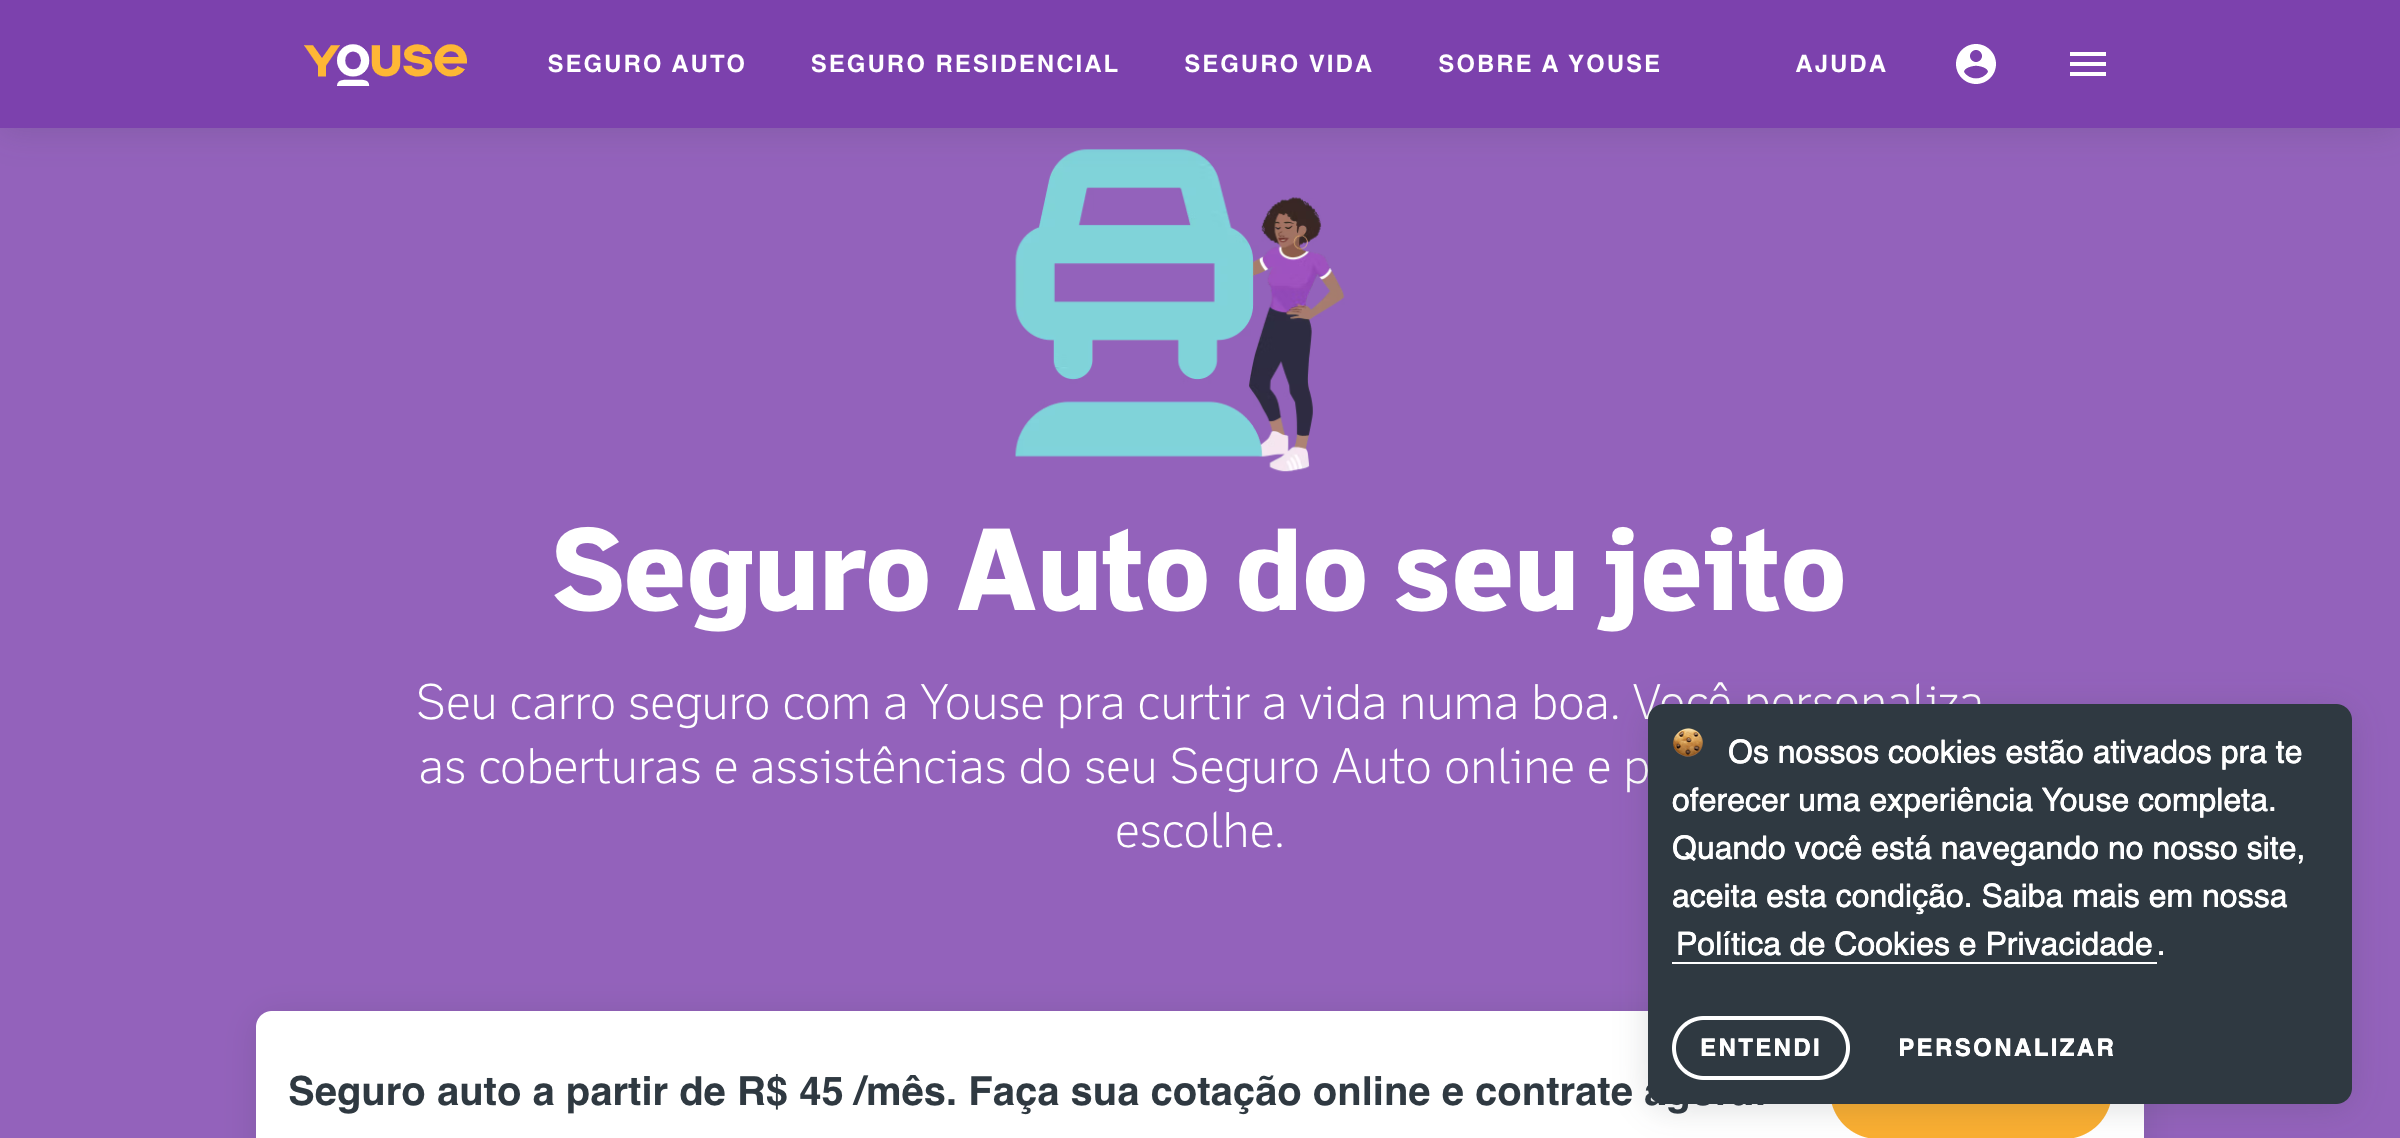 youse
SEGURO AUTO
SEGURO RESIDENCIAL
SEGURO VIDA
SOBRE A YOUSE
AJUDA
Seguro Auto do seu jeito
Seu carro seguro com a Youse pra curtir a vida numa boa. Você personaliza
as coberturas e assistências do seu Seguro Auto online e
escolhe.
Os nossos cookies estão ativados pra te
oferecer uma experiência Youse completa.
Quando você está navegando no nosso site,
aceita esta condição. Saiba mais em nossa
Política de Cookies e Privacidade.
ENTENDI
PERSONALIZAR
Seguro auto a partir de R$ 45 /mês. Faça sua cotação online e contrate